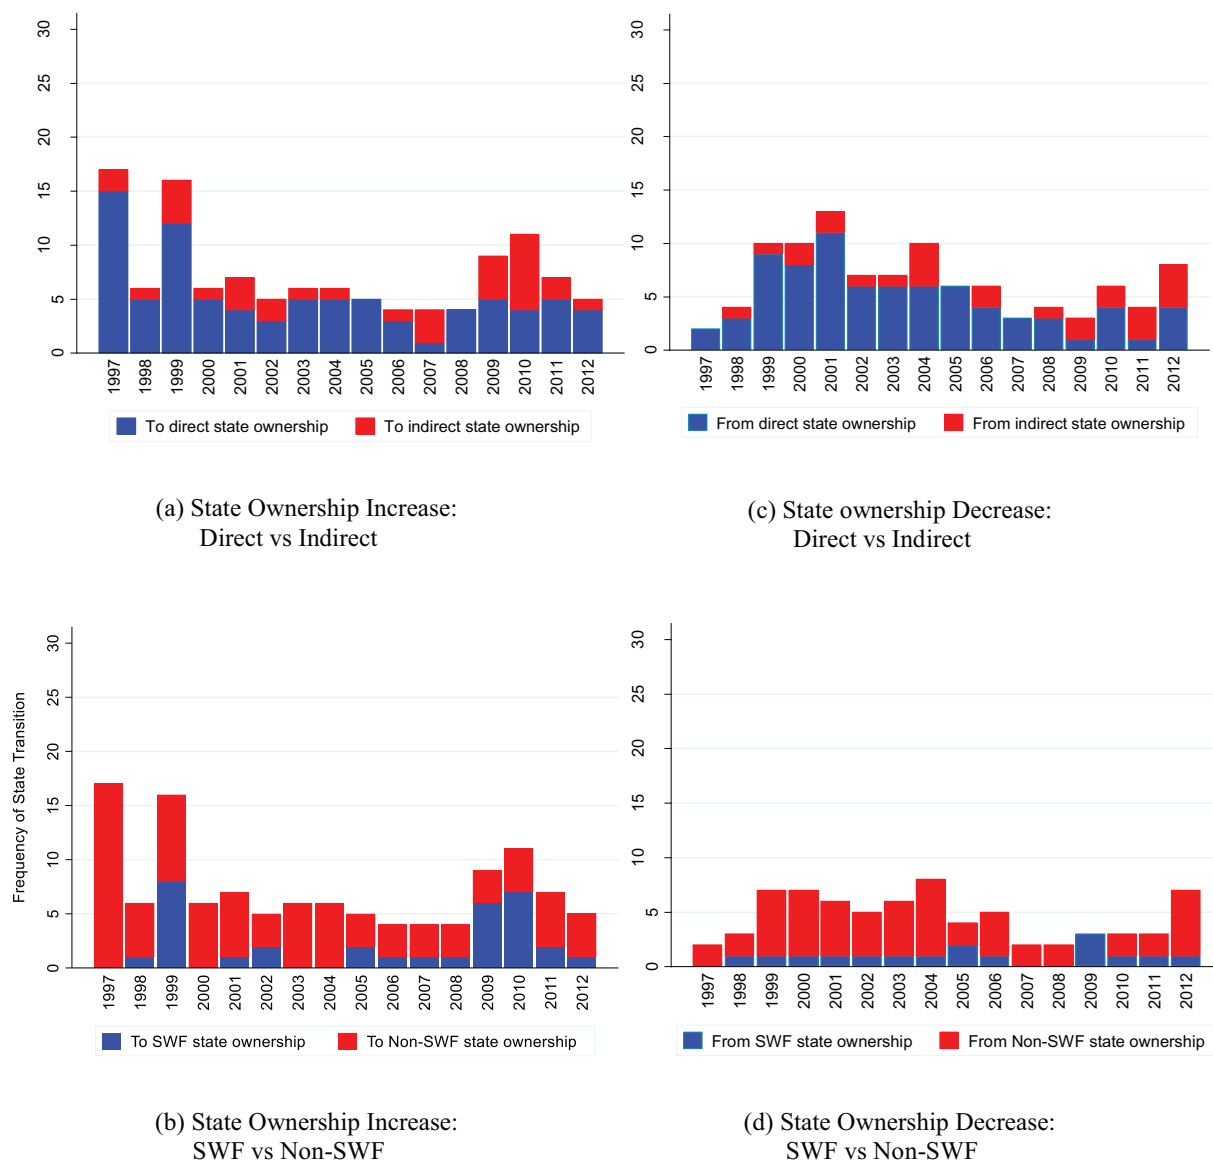 30
25
20
15
10
5
0
1997 1998 1999 2000 2001 2002 2003 2004 2005 2006 2007 2008 2009 2010 2011 2012
To direct state ownership To indirect state ownership
(a) State Ownership Increase:
Direct vs Indirect
30
25
20
15
10
5
0
1997 1998 1999 2000 2001 2002 2003 2004 2005 2006 2007 2008 2009 2010 2011 2012
From direct state ownership From indirect state ownership
(c) State ownership Decrease:
Direct vs Indirect
Frequency of State Transition
30
25
20
15
10
5
0
1997 1998 1999 2000 2001 2002 2003 2004 2005 2006 2007 2008 2009 2010 2011 2012
To SWF state ownership To Non-SWF state ownership
(b) State Ownership Increase:
SWF vs Non-SWF
30
25
20
15
10
5
0
1997 1998 1999 2000 2001 2002 2003 2004 2005 2006 2007 2008 2009 2010 2011 2012
From SWF state ownership From Non-SWF state ownership
(d) State Ownership Decrease:
SWF vs Non-SWF